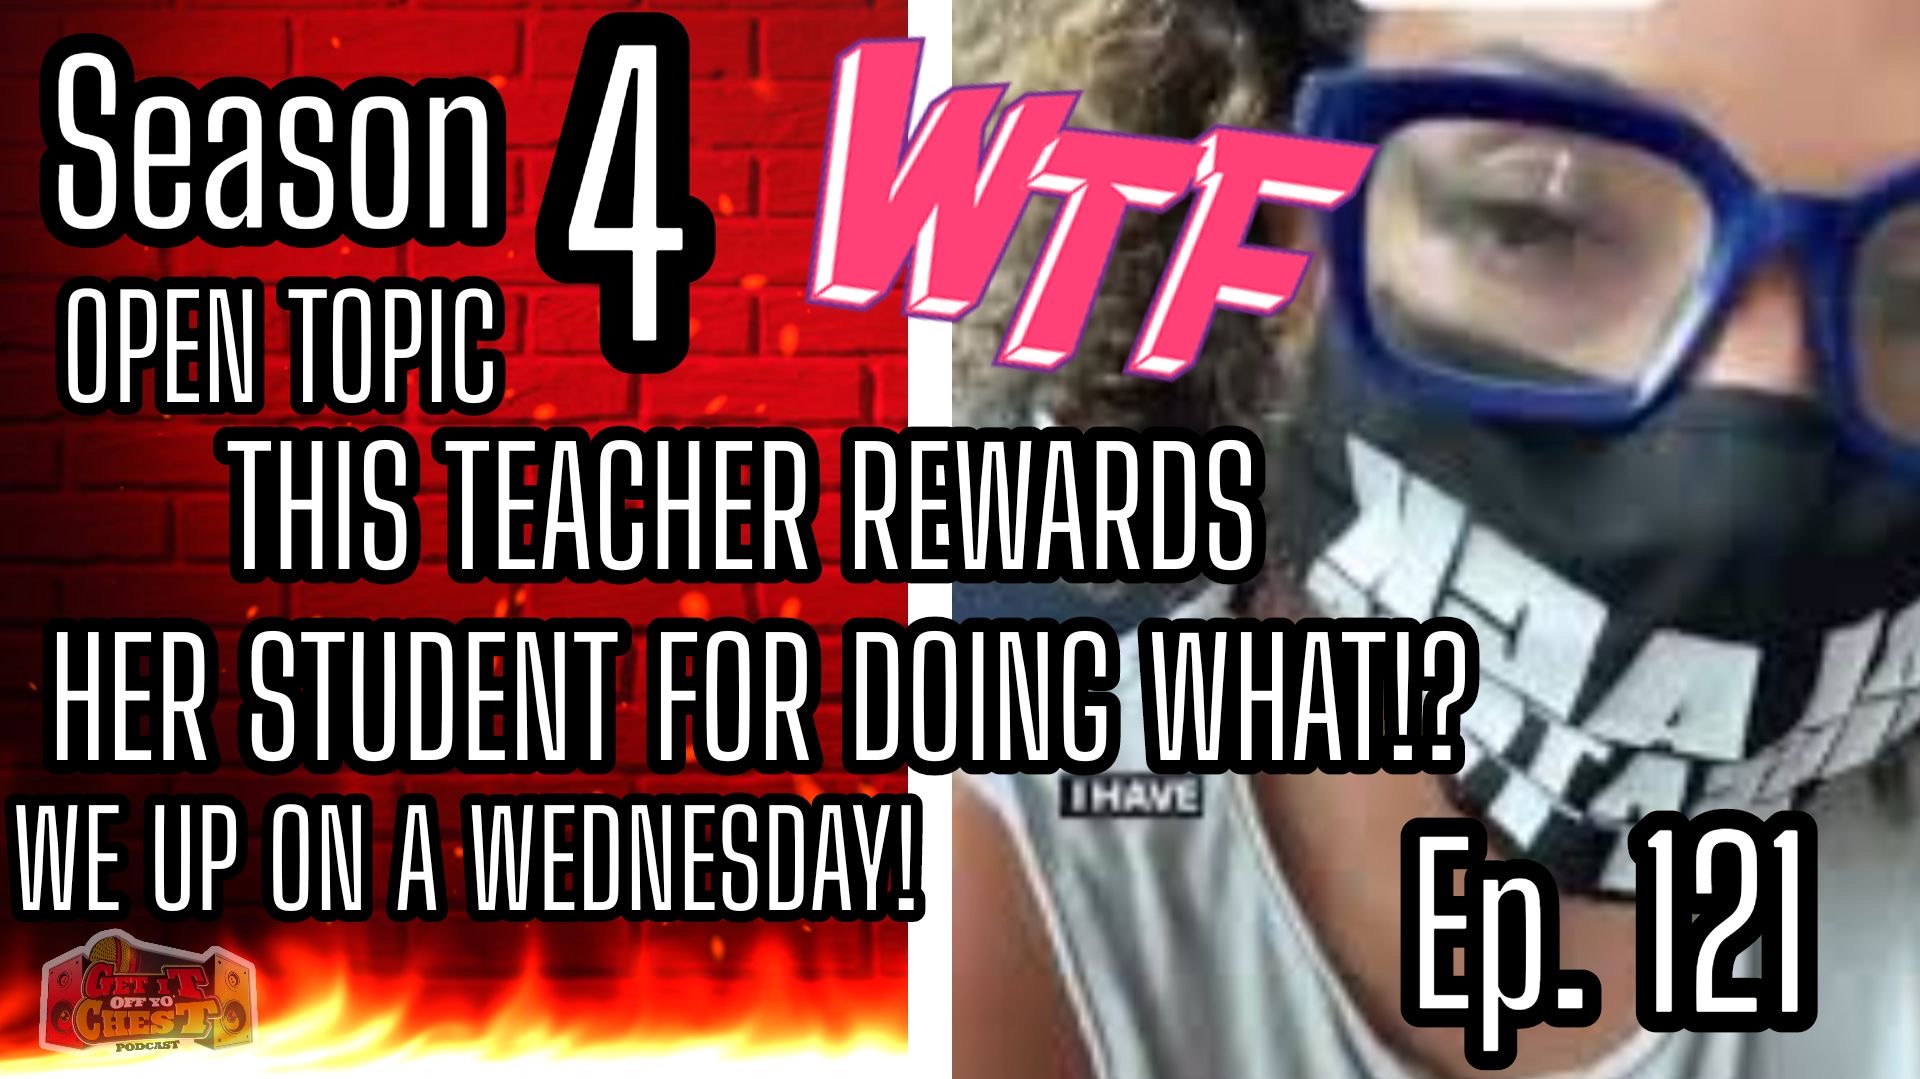 Season 4
WTF
OPEN TOPIC
THIS TEACHER REWARDS
HER STUDENT FOR DOING WHAT!?
I HAVE
WE UP ON A WEDNESDAY!
Ep. 121
GET IT
OFF YO'
CHEST
PODCAST